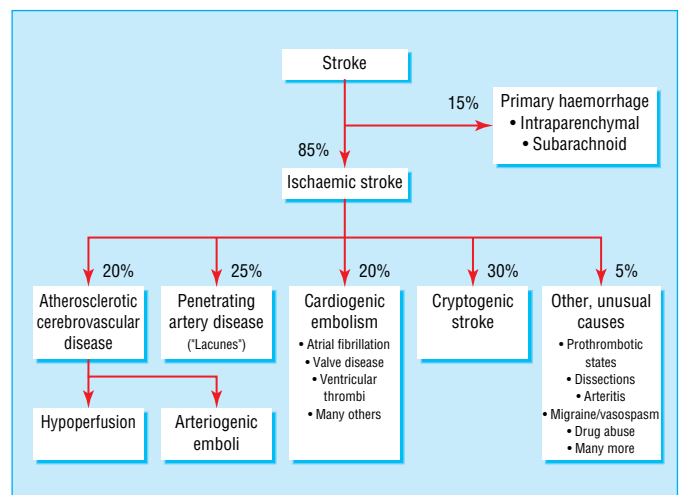 Stroke
15%
Primary haemorrhage
• Intraparenchymal
• Subarachnoid
85%
Ischaemic stroke
20%
25%
20%
30%
5%
Atherosclerotic
cerebrovascular
disease
Penetrating
artery disease
("Lacunes")
Cardiogenic
embolism
• Atrial fibrillation
• Valve disease
• Ventricular
thrombi
• Many others
Cryptogenic
stroke
Other, unusual
causes
• Prothrombotic
states
• Dissections
• Arteritis
• Migraine/vasospasm
• Drug abuse
• Many more
Hypoperfusion
Arteriogenic
emboli